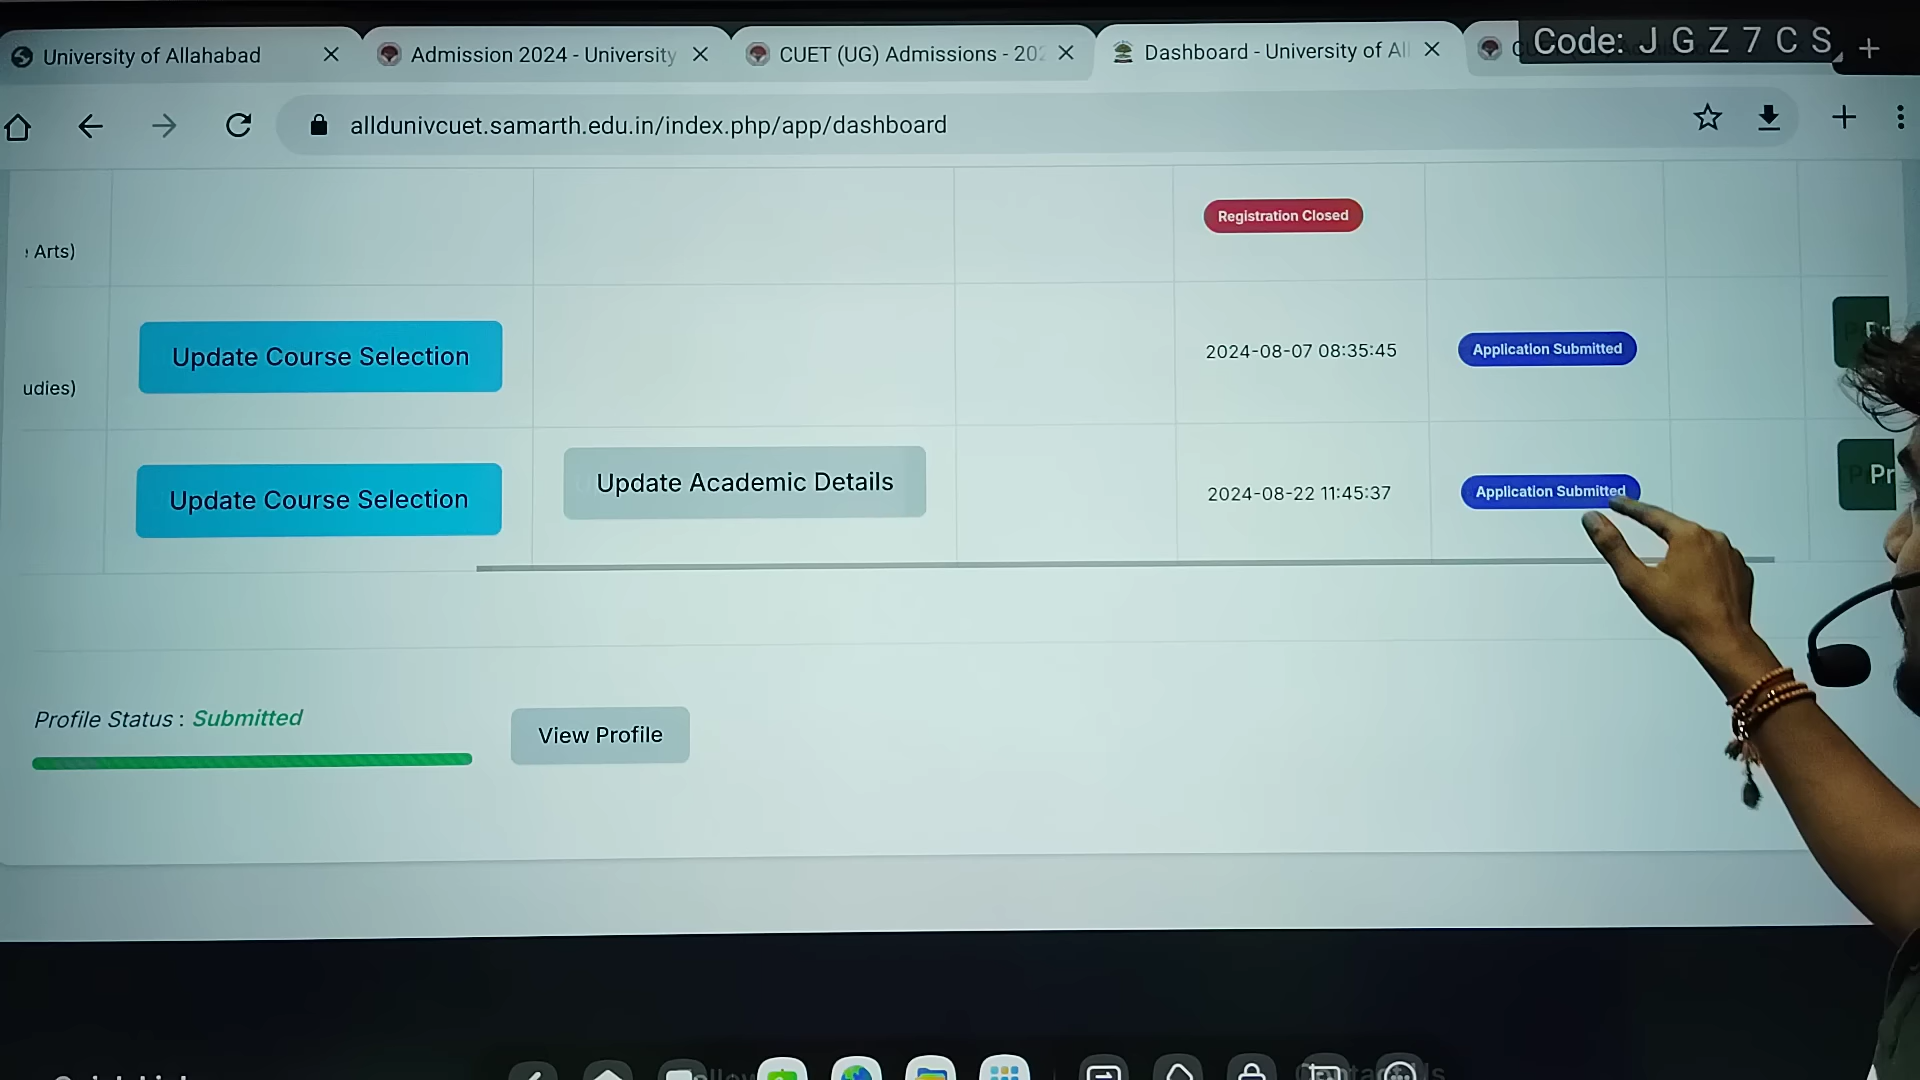 University of Allahabad
Admission 2024 - University
CUET (UG) Admissions - 202
Dashboard - University of Al
Code: J G Z 7 C S
alldunivcuet.samarth.edu.in/index.php/app/dashboard
Registration Closed
Arts)
Update Course Selection
2024-08-07 08:35:45
Application Submitted
Pr
udies)
Update Course Selection
Update Academic Details
2024-08-22 11:45:37
Application Submitted
Pr
Profile Status : Submitted
View Profile